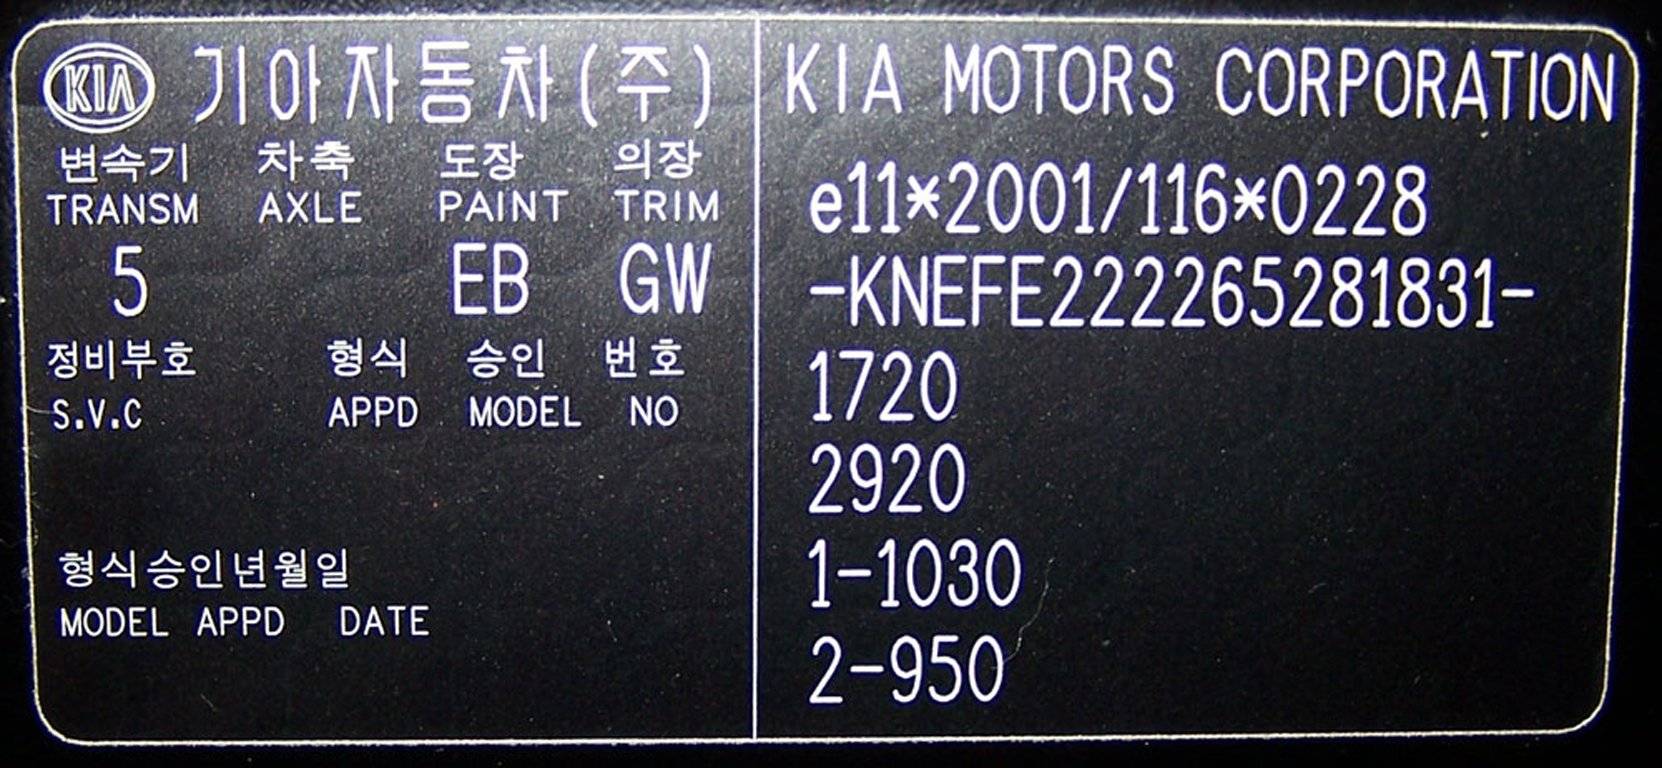 KIA 기아자동차(주)
변속기 차축 도장 의장
TRANSM AXLE PAINT TRIM
5 EB GW
정비부호 형식 승인 번호
S.V.C APPD MODEL NO
형식승인년월일
MODEL APPD DATE
KIA MOTORS CORPORATION
e11*2001/116*0228
-KNEFE222265281831-
1720
2920
1-1030
2-950